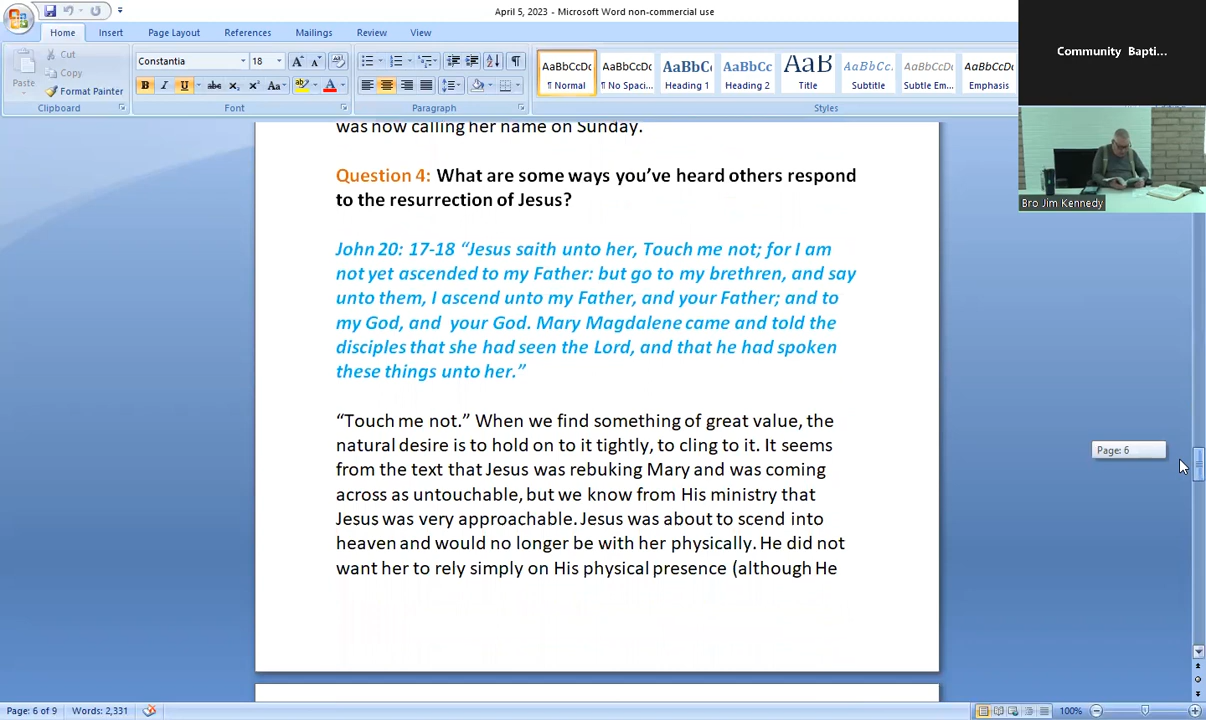 April 5, 2023 - Microsoft Word non-commercial use
Home Insert Page Layout References Mailings Review View
Cut
Copy
Paste
Format Painter
Constantia 18
AaBbCcDc AaBbCcDc AaBbC AaBbCc AaB AaBbCc. AaBbCcDc AaBbCcDc
¶ Normal ¶ No Spaci... Heading 1 Heading 2 Title Subtitle Subtle Em... Emphasis
Clipboard Font Paragraph Styles
Community Bapti...
Bro Jim Kennedy
was now calling her name on Sunday.
Question 4: What are some ways you’ve heard others respond
to the resurrection of Jesus?
John 20: 17-18 “Jesus saith unto her, Touch me not; for I am
not yet ascended to my Father: but go to my brethren, and say
unto them, I ascend unto my Father, and your Father; and to
my God, and your God. Mary Magdalene came and told the
disciples that she had seen the Lord, and that he had spoken
these things unto her.”
“Touch me not.” When we find something of great value, the
natural desire is to hold on to it tightly, to cling to it. It seems
from the text that Jesus was rebuking Mary and was coming
across as untouchable, but we know from His ministry that
Jesus was very approachable. Jesus was about to scend into
heaven and would no longer be with her physically. He did not
want her to rely simply on His physical presence (although He
Page: 6
Page: 6 of 9 Words: 2,331 100%